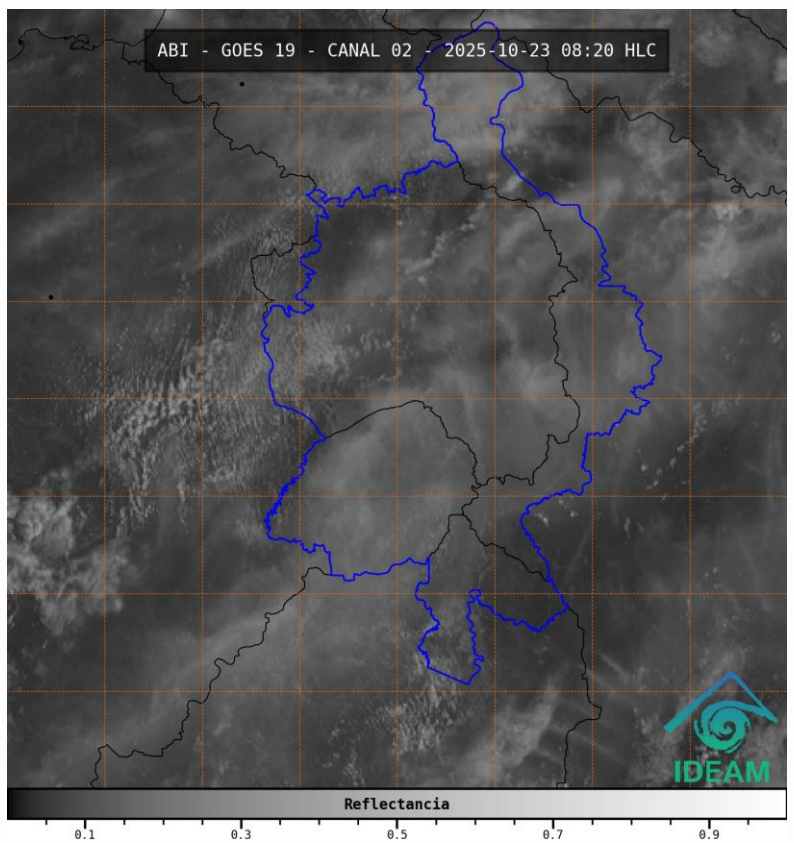 ABI - GOES 19 - CANAL 02 - 2025-10-23 08:20 HLC
IDEAM
Reflectancia
0.1 0.3 0.5 0.7 0.9